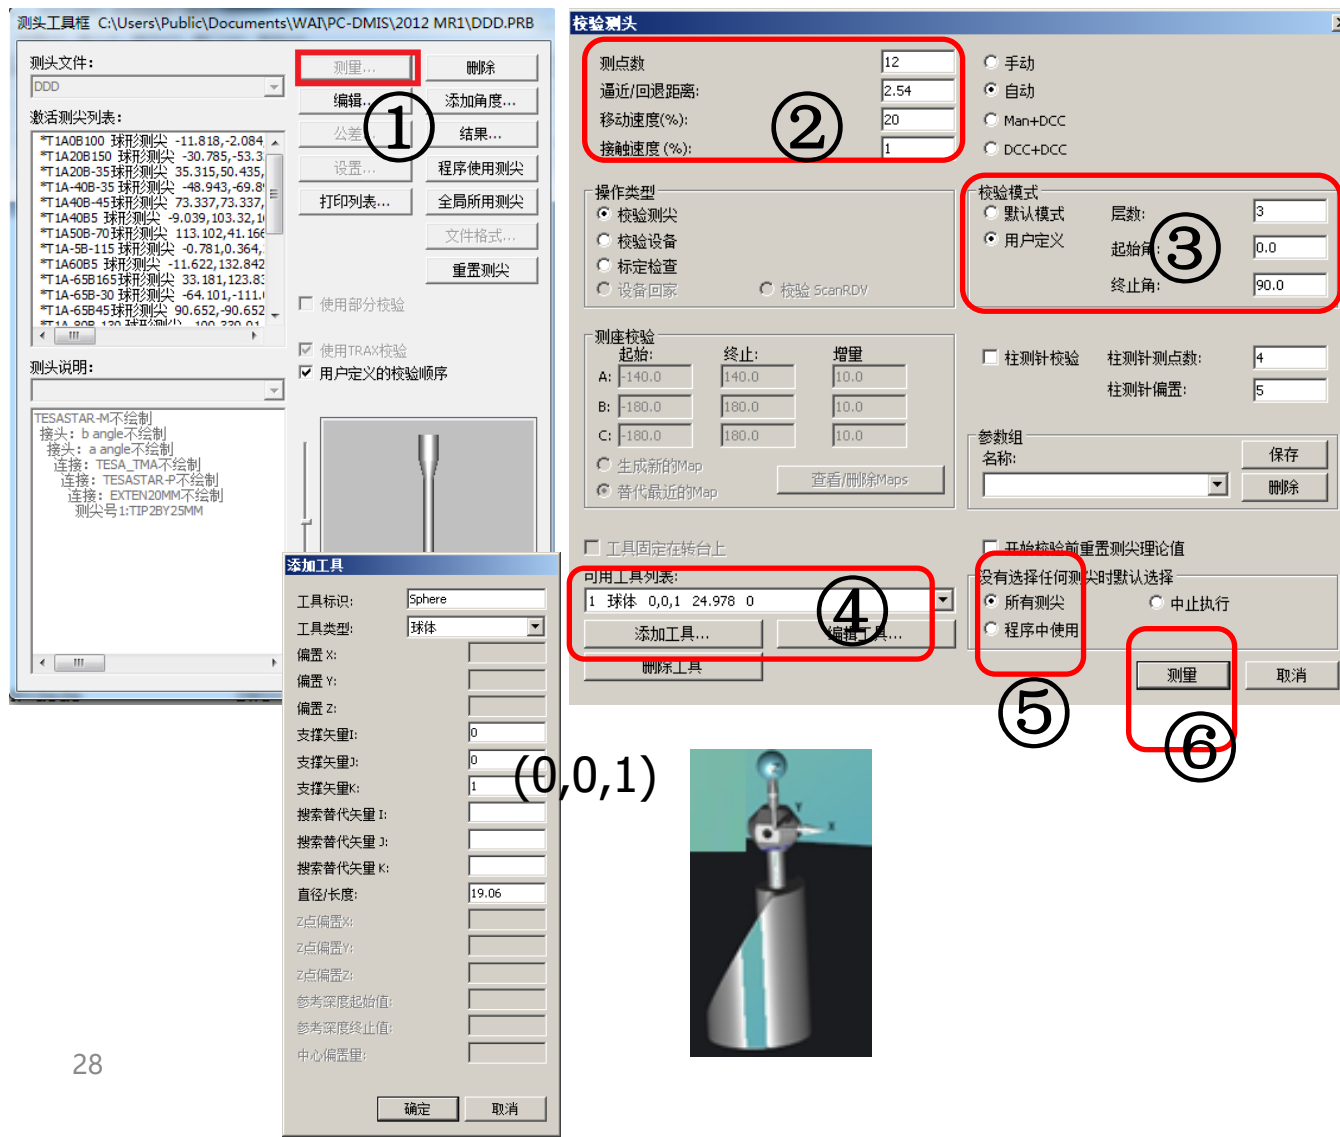 测头工具框 C:\Users\Public\Documents\WAI\PC-DMIS\2012 MR1\DDD.PRB
测头文件:
DDD
激活测尖列表:
*T1A0B100 球形测尖 -11.818,-2.084,
*T1A20B150 球形测尖 -30.785,-53.3
*T1A20B-35球形测尖 35.315,50.435,
*T1A-40B-35 球形测尖 -48.943,-69.8
*T1A40B-45球形测尖 73.337,73.337,
*T1A40B5 球形测尖 -9.039,103.32,1
*T1A50B-70球形测尖 113.102,41.166
*T1A-5B-115 球形测尖 -0.781,0.364,
*T1A60B5 球形测尖 -11.622,132.842
*T1A-65B165球形测尖 33.181,123.8
*T1A-65B-30 球形测尖 -64.101,-111.
*T1A-65B45球形测尖 90.652,-90.652
测头说明:
TESASTAR-M不绘制
接头: b angle不绘制
接头: a angle不绘制
连接: TESA_TMA不绘制
连接: TESASTAR-P不绘制
连接: EXTEN20MM不绘制
测尖号1:TIP2BY25MM
测量... 删除
编辑... 添加角度...
公差 结果...
设置... 程序使用测尖
打印列表... 全局所用测尖
文件格式...
重置测尖
使用部分校验
使用TRAX校验
用户定义的校验顺序
①
校验测头
测点数 12
逼近/回退距离: 2.54
移动速度(%): 20
接触速度 (%): 1
②
手动
自动
Man+DCC
DCC+DCC
操作类型
校验测尖
校验设备
标定检查
设备回家 校验 ScanRDV
校验模式
默认模式 层数: 3
用户定义 起始角: 0.0
终止角: 90.0
③
测座校验
起始: 终止: 增量
A: -140.0 140.0 10.0
B: -180.0 180.0 10.0
C: -180.0 180.0 10.0
生成新的Map
替代最近的Map
查看/删除Maps
柱测针校验 柱测针测点数: 4
柱测针偏置: 5
参数组
名称:
保存
删除
工具固定在转台上
开始校验前重置测尖理论值
可用工具列表:
1 球体 0,0,1 24.978 0
添加工具... 编辑工具...
删除工具
④
没有选择任何测尖时默认选择
所有测尖 中止执行
程序中使用
⑤
测量 取消
⑥
添加工具
工具标识: Sphere
工具类型: 球体
偏置 X:
偏置 Y:
偏置 Z:
支撑矢量I: 0
支撑矢量J: 0
支撑矢量K: 1
搜索替代矢量 I:
搜索替代矢量 J:
搜索替代矢量 K:
直径/长度: 19.06
Z点偏置X:
Z点偏置Y:
Z点偏置Z:
参考深度起始值:
参考深度终止值:
中心偏置量:
确定 取消
(0,0,1)
Z
Y
X
28